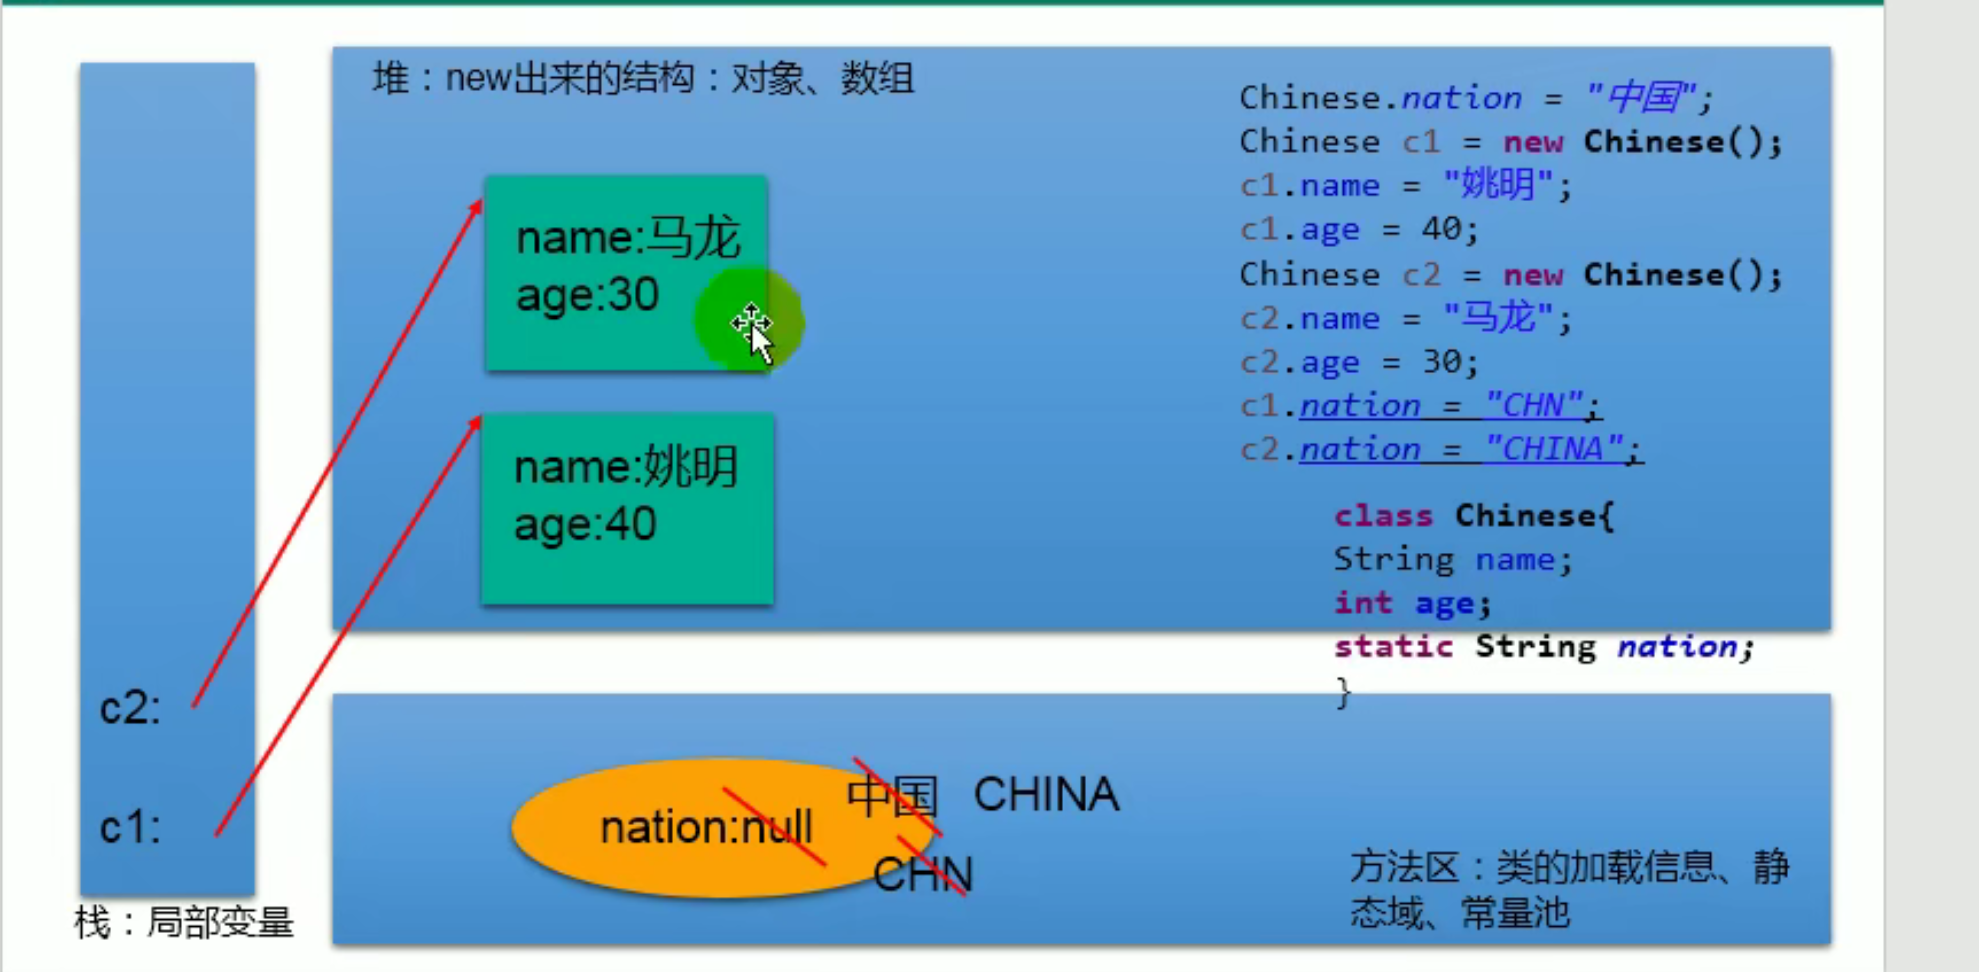 堆：new出来的结构：对象、数组
name:马龙
age:30
name:姚明
age:40
Chinese.nation = "中国";
Chinese c1 = new Chinese();
c1.name = "姚明";
c1.age = 40;
Chinese c2 = new Chinese();
c2.name = "马龙";
c2.age = 30;
c1.nation = "CHN";
c2.nation = "CHINA";
class Chinese{
String name;
int age;
static String nation;
}
c2:
c1:
栈：局部变量
nation:null
中国 CHINA
CHN
方法区：类的加载信息、静
态域、常量池